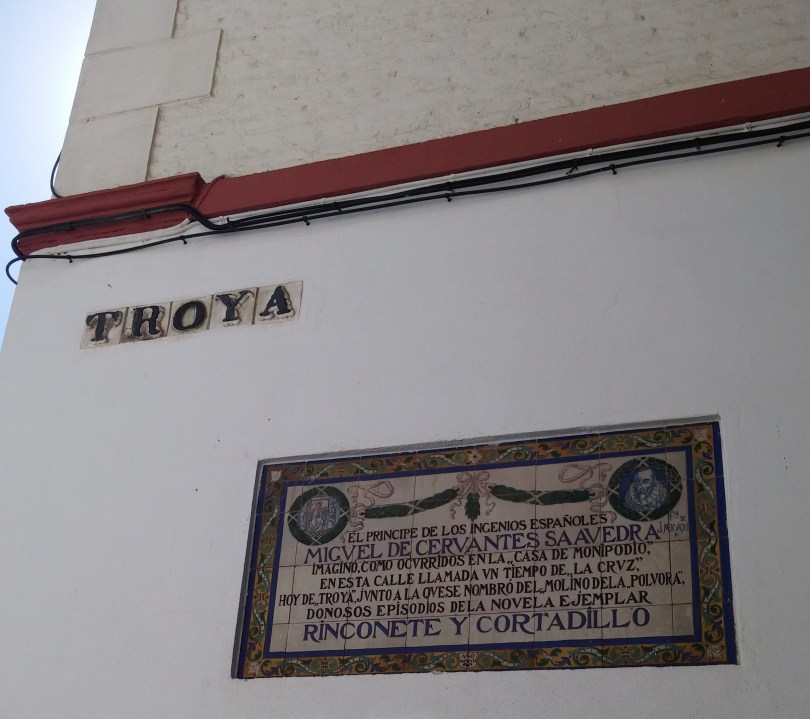 TROYA
EL PRINCIPE DE LOS INGENIOS ESPAÑOLES
MIGVEL DE CERVANTES SAAVEDRA
IMAGINO, COMO OCVRRIDOS EN LA „CASA DE MONIPODIO”,
EN ESTA CALLE LLAMADA VN TIEMPO DE „LA CRVZ”,
HOY DE „TROYA”, JVNTO A LA QVE SE NOMBRÓ DEL „MOLINO DE LA POLVORA”,
DONOSOS EPISODIOS DE LA NOVELA EJEMPLAR
RINCONETE Y CORTADILLO